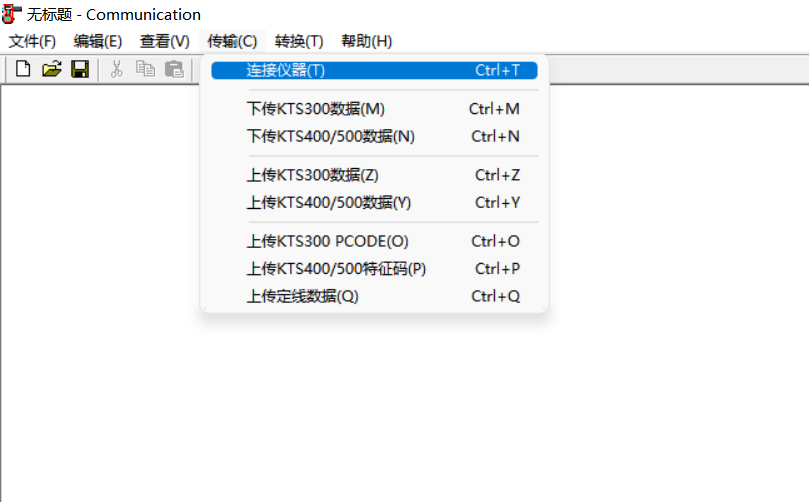 无标题 - Communication
文件(F) 编辑(E) 查看(V) 传输(C) 转换(T) 帮助(H)
连接仪器(T) Ctrl+T
下传KTS300数据(M) Ctrl+M
下传KTS400/500数据(N) Ctrl+N
上传KTS300数据(Z) Ctrl+Z
上传KTS400/500数据(Y) Ctrl+Y
上传KTS300 PCODE(O) Ctrl+O
上传KTS400/500特征码(P) Ctrl+P
上传定线数据(Q) Ctrl+Q